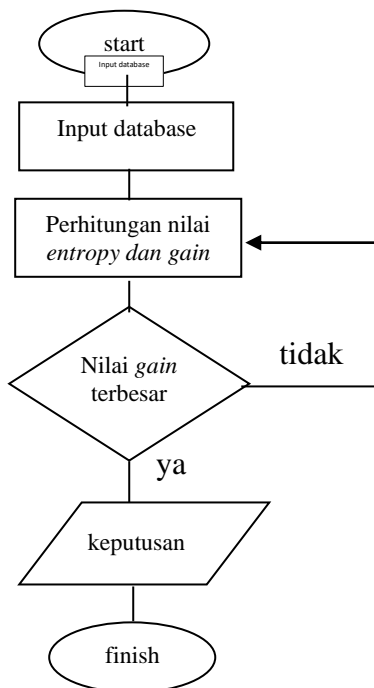 start
Input database
Input database
Perhitungan nilai
entropy dan gain
Nilai gain
terbesar
tidak
ya
keputusan
finish